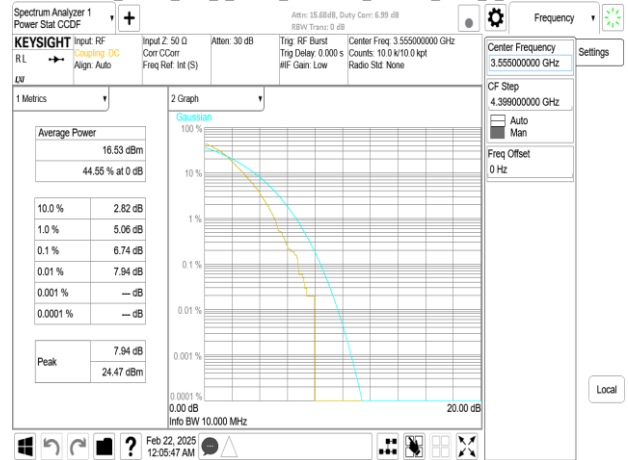 Spectrum Analyzer 1
Power Stat CCDF
Attn: 15.68dB, Duty Corr: 6.99 dB
RBW Trans: 0 dB
Frequency
KEYSIGHT
RL
LXI
Input: RF
Coupling: DC
Align: Auto
Input Z: 50 Ω
Corr CCorr
Freq Ref: Int (S)
Atten: 30 dB
Trig: RF Burst
Trig Delay: 0.000 s
#IF Gain: Low
Center Freq: 3.555000000 GHz
Counts: 10.0 k/10.0 kpt
Radio Std: None
Center Frequency
3.555000000 GHz
Settings
CF Step
4.399000000 GHz
Auto
Man
Freq Offset
0 Hz
1 Metrics
Average Power
16.53 dBm
44.55 % at 0 dB
10.0 % 2.82 dB
1.0 % 5.06 dB
0.1 % 6.74 dB
0.01 % 7.94 dB
0.001 % --- dB
0.0001 % --- dB
Peak
7.94 dB
24.47 dBm
2 Graph
Gaussian
100 %
10 %
1 %
0.1 %
0.01 %
0.001 %
0.0001 %
0.00 dB
20.00 dB
Info BW 10.000 MHz
Local
?
Feb 22, 2025
12:05:47 AM